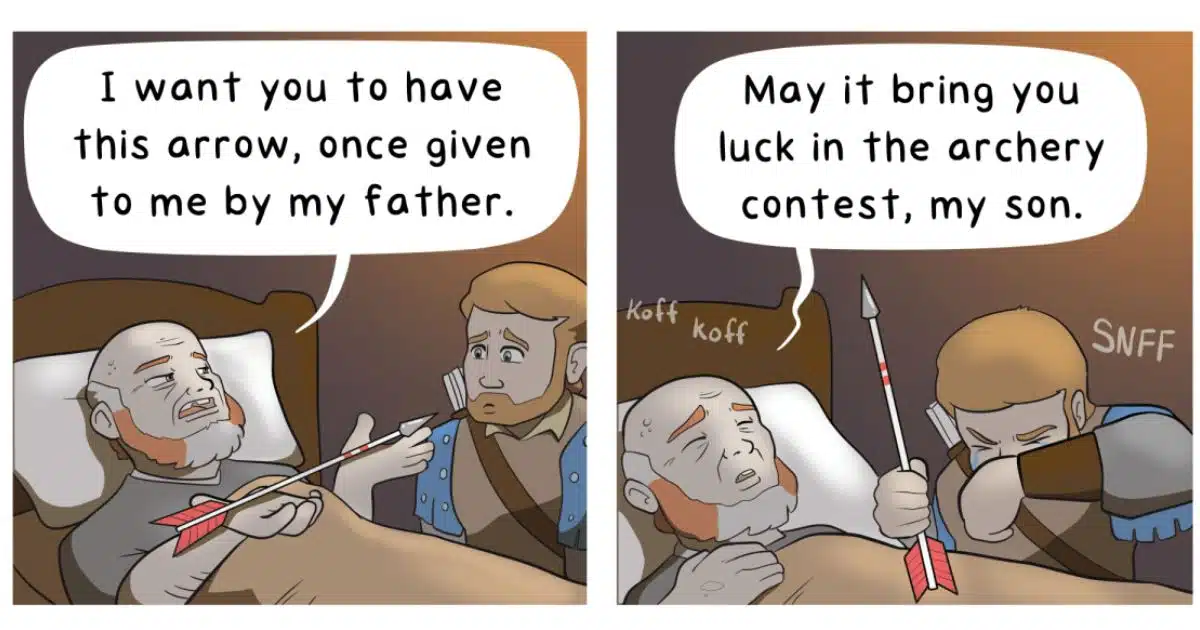 I want you to have
this arrow, once given
to me by my father.
May it bring you
luck in the archery
contest, my son.
Koff
koff
SNFF